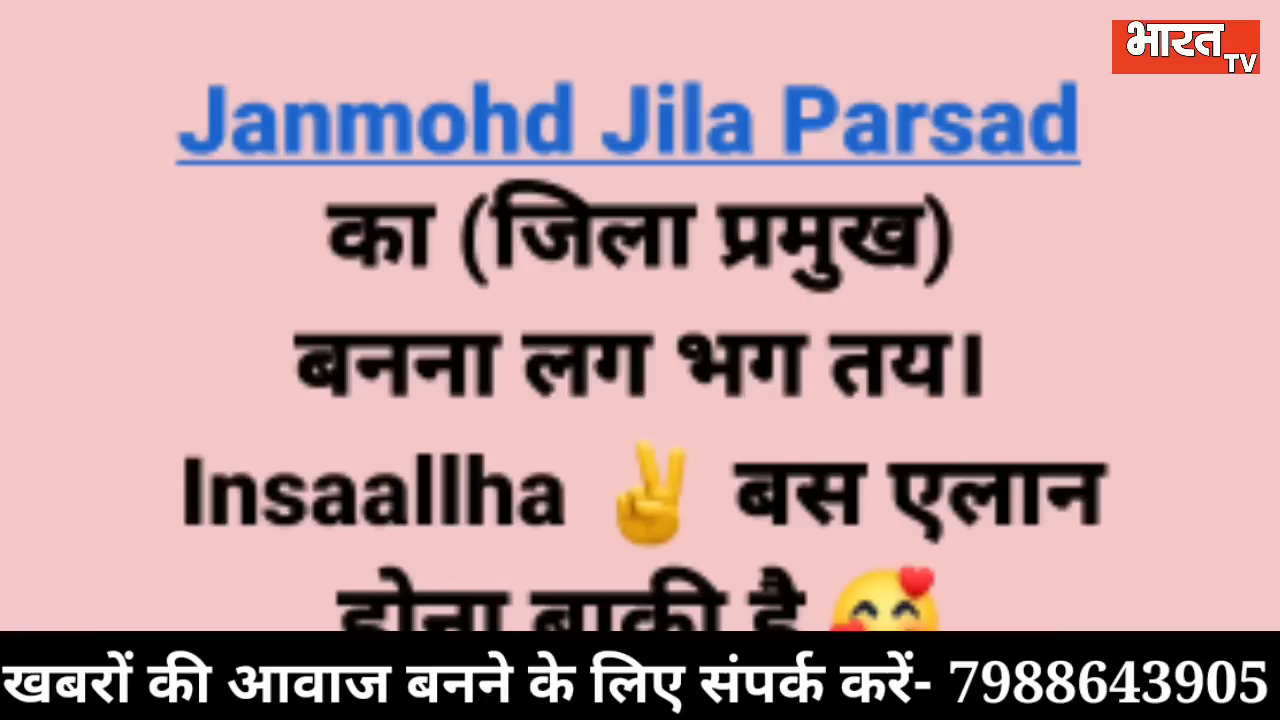 भारत
TV
Janmohd Jila Parsad
का (जिला प्रमुख)
बनना लग भग तय।
Insaallha ✌ बस एलान
होना बाकी है 🥰
खबरों की आवाज बनने के लिए संपर्क करें- 7988643905